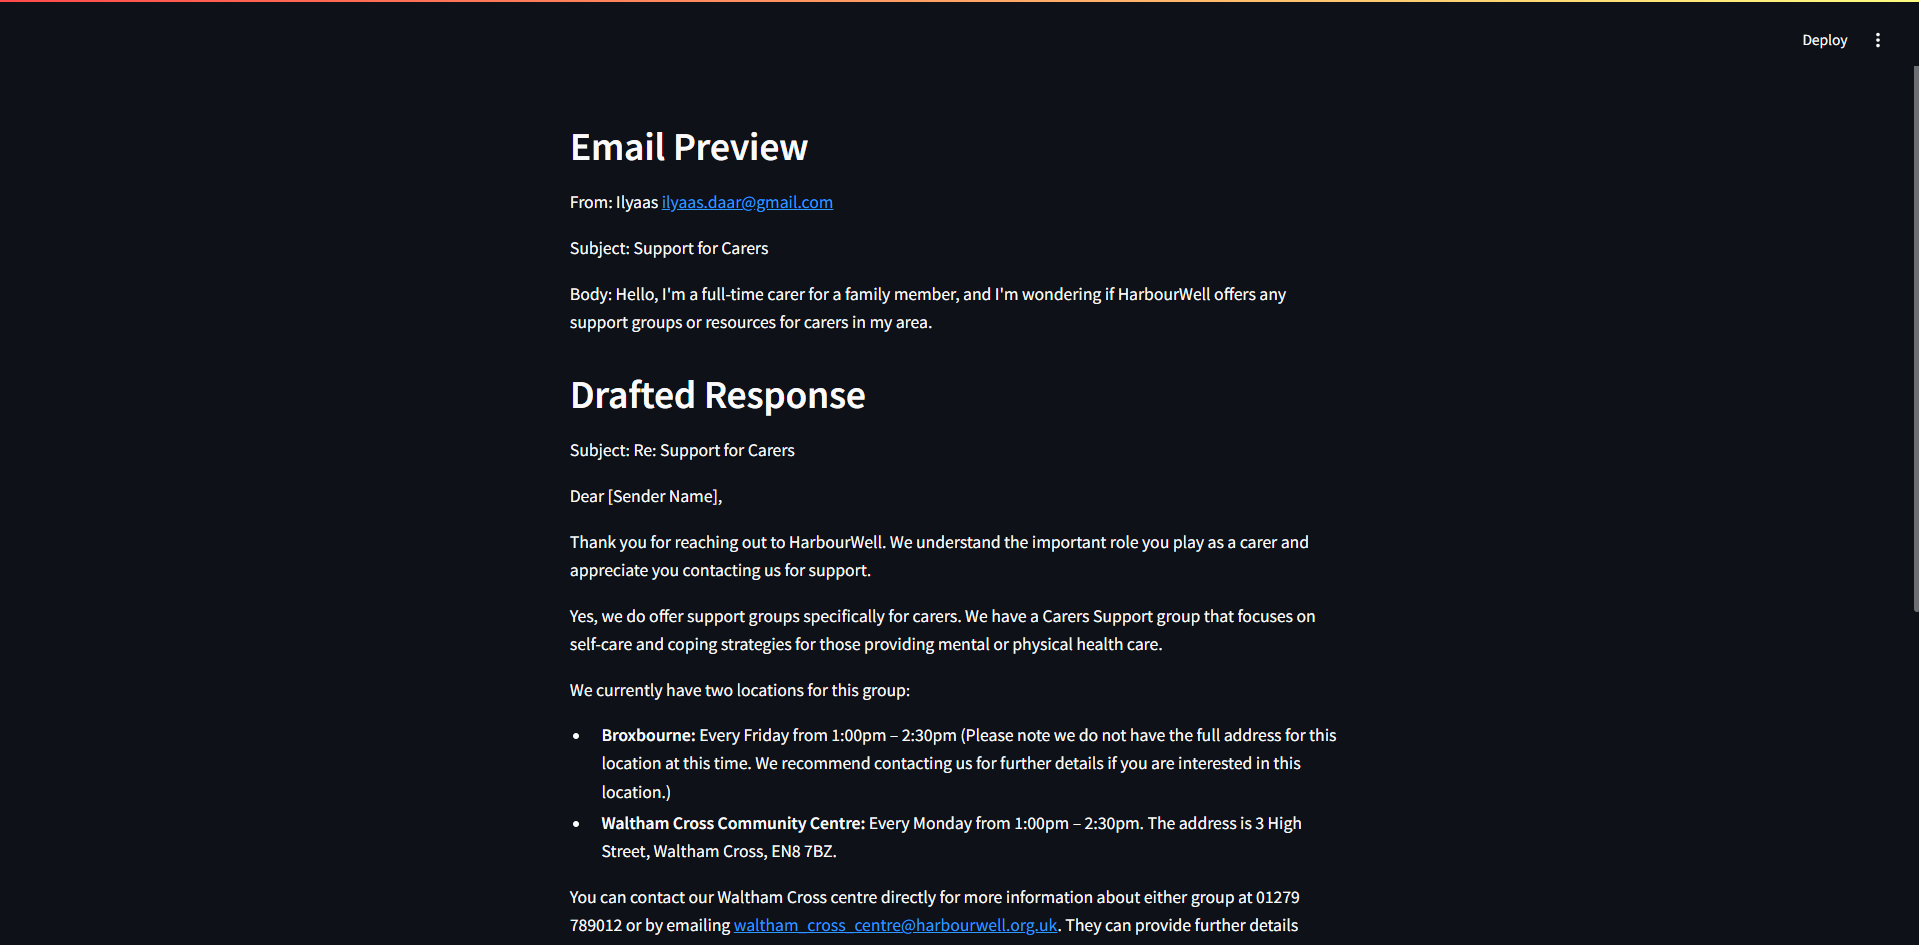 Deploy
Email Preview
From: Ilyaas ilyaas.daar@gmail.com
Subject: Support for Carers
Body: Hello, I'm a full-time carer for a family member, and I'm wondering if HarbourWell offers any
support groups or resources for carers in my area.
Drafted Response
Subject: Re: Support for Carers
Dear [Sender Name],
Thank you for reaching out to HarbourWell. We understand the important role you play as a carer and
appreciate you contacting us for support.
Yes, we do offer support groups specifically for carers. We have a Carers Support group that focuses on
self-care and coping strategies for those providing mental or physical health care.
We currently have two locations for this group:
• Broxbourne: Every Friday from 1:00pm – 2:30pm (Please note we do not have the full address for this
location at this time. We recommend contacting us for further details if you are interested in this
location.)
• Waltham Cross Community Centre: Every Monday from 1:00pm – 2:30pm. The address is 3 High
Street, Waltham Cross, EN8 7BZ.
You can contact our Waltham Cross centre directly for more information about either group at 01279
789012 or by emailing waltham_cross_centre@harbourwell.org.uk. They can provide further details